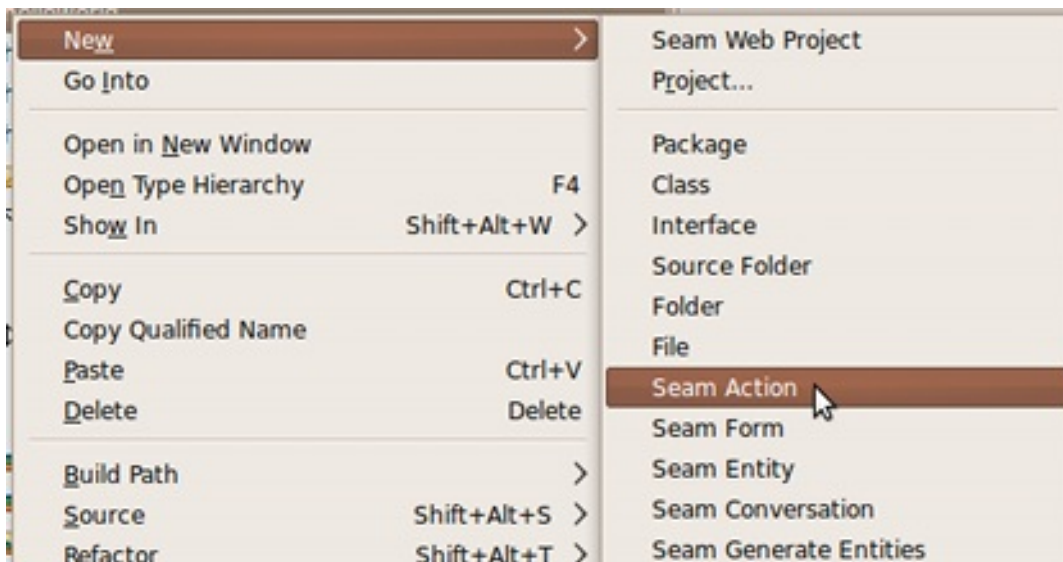 New
Go Into
Open in New Window
Open Type Hierarchy F4
Show In Shift+Alt+W
Copy Ctrl+C
Copy Qualified Name
Paste Ctrl+V
Delete Delete
Build Path
Source Shift+Alt+S
Refactor Shift+Alt+T
Seam Web Project
Project...
Package
Class
Interface
Source Folder
Folder
File
Seam Action
Seam Form
Seam Entity
Seam Conversation
Seam Generate Entities